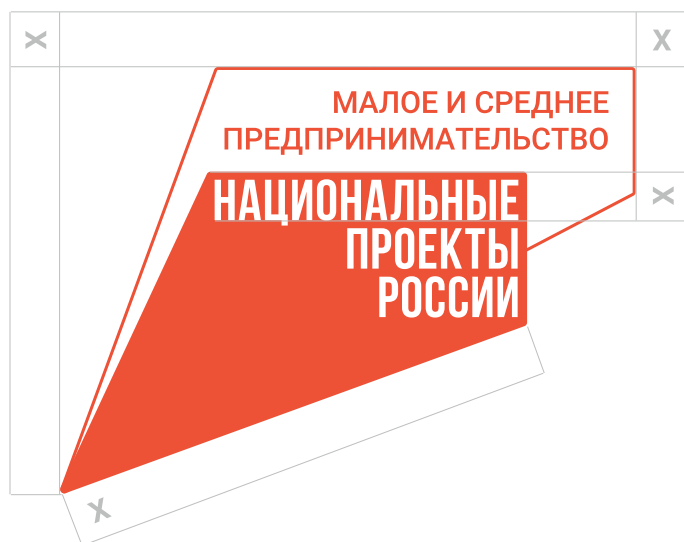 X
X
МАЛОЕ И СРЕДНЕЕ
ПРЕДПРИНИМАТЕЛЬСТВО
НАЦИОНАЛЬНЫЕ
X
ПРОЕКТЫ
РОССИИ
X